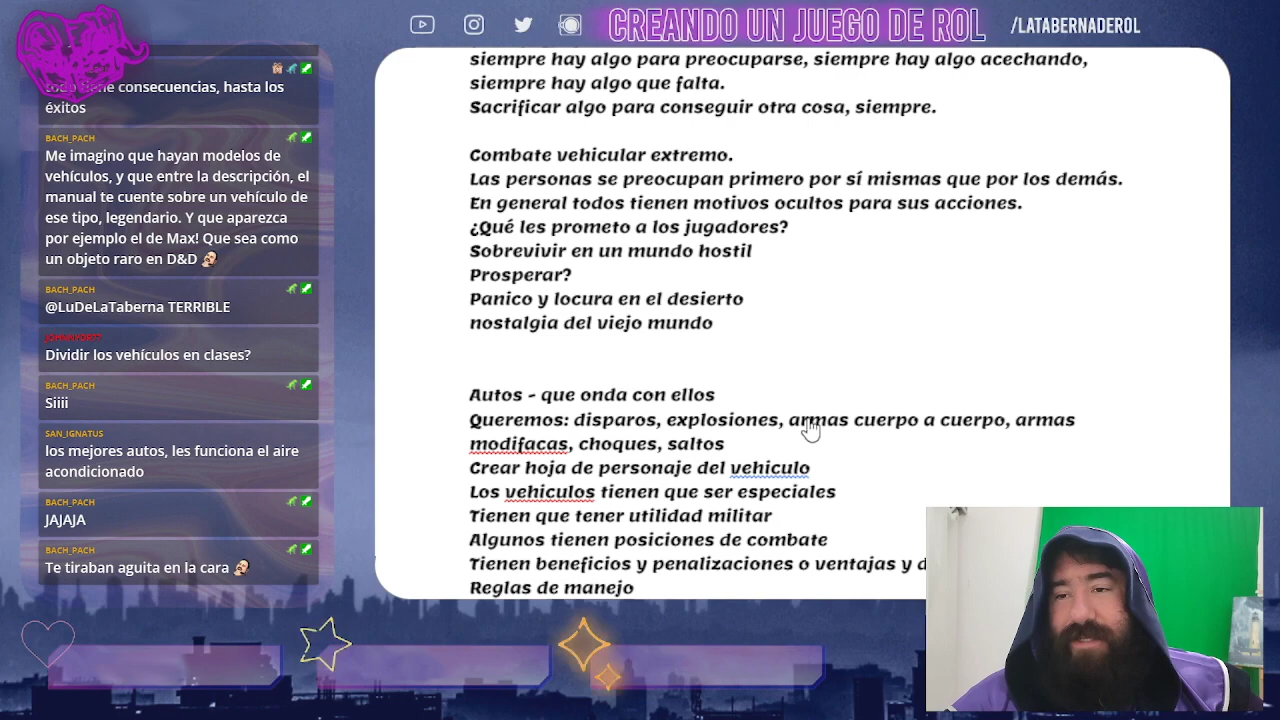 CREANDO UN JUEGO DE ROL
/LATABERNADEROL
todo tiene consecuencias, hasta los
éxitos
BACH_PACH
Me imagino que hayan modelos de
vehículos, y que entre la descripción, el
manual te cuente sobre un vehículo de
ese tipo, legendario. Y que aparezca
por ejemplo el de Max! Que sea como
un objeto raro en D&D
BACH_PACH
@LuDeLaTaberna TERRIBLE
Dividir los vehículos en clases?
BACH_PACH
Siiii
SAN_IGNATUS
los mejores autos, les funciona el aire
acondicionado
BACH_PACH
JAJAJA
BACH_PACH
Te tiraban aguita en la cara
siempre hay algo para preocuparse, siempre hay algo acechando,
siempre hay algo que falta.
Sacrificar algo para conseguir otra cosa, siempre.
Combate vehicular extremo.
Las personas se preocupan primero por sí mismas que por los demás.
En general todos tienen motivos ocultos para sus acciones.
¿Qué les prometo a los jugadores?
Sobrevivir en un mundo hostil
Prosperar?
Panico y locura en el desierto
nostalgia del viejo mundo
Autos - que onda con ellos
Queremos: disparos, explosiones, armas cuerpo a cuerpo, armas
modifacas, choques, saltos
Crear hoja de personaje del vehiculo
Los vehiculos tienen que ser especiales
Tienen que tener utilidad militar
Algunos tienen posiciones de combate
Tienen beneficios y penalizaciones o ventajas y d
Reglas de manejo